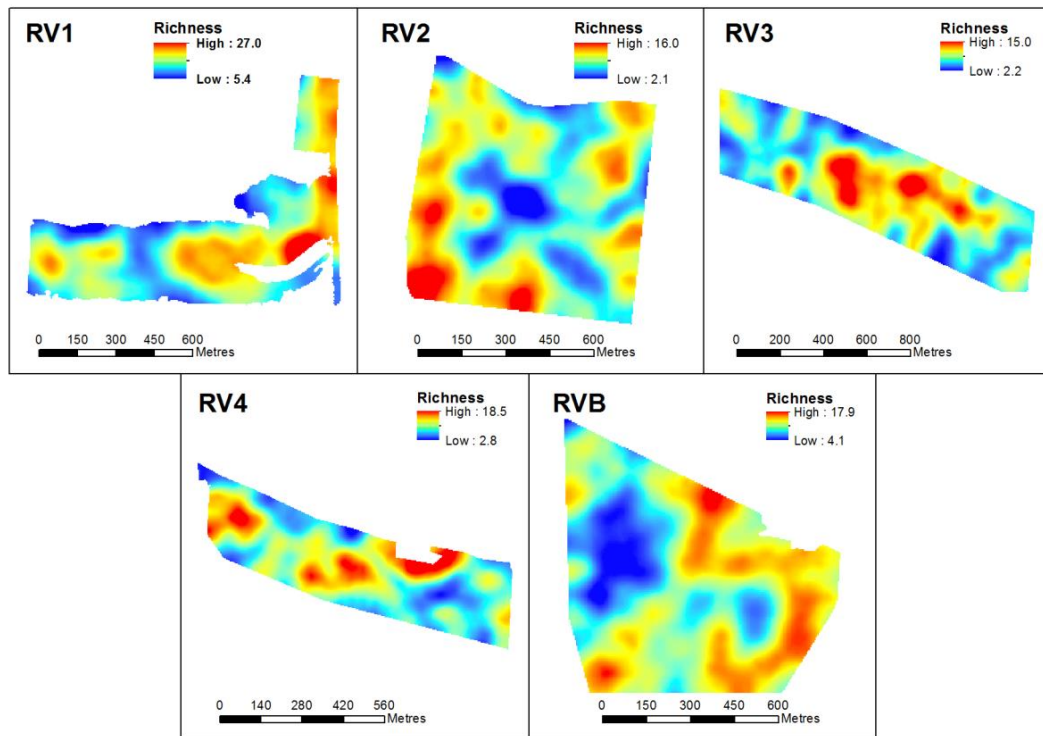 RV1
Richness
High : 27.0
Low : 5.4
0 150 300 450 600
Metres
RV2
Richness
High : 16.0
Low : 2.1
0 150 300 450 600
Metres
RV3
Richness
High : 15.0
Low : 2.2
0 200 400 600 800
Metres
RV4
Richness
High : 18.5
Low : 2.8
0 140 280 420 560
Metres
RVB
Richness
High : 17.9
Low : 4.1
0 150 300 450 600
Metres